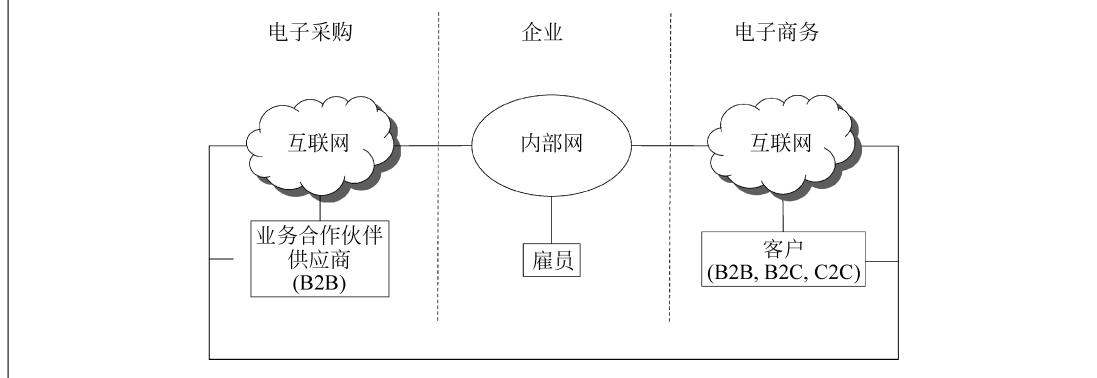 电子采购
企业
电子商务
互联网
内部网
互联网
业务合作伙伴
供应商
(B2B)
雇员
客户
(B2B, B2C, C2C)